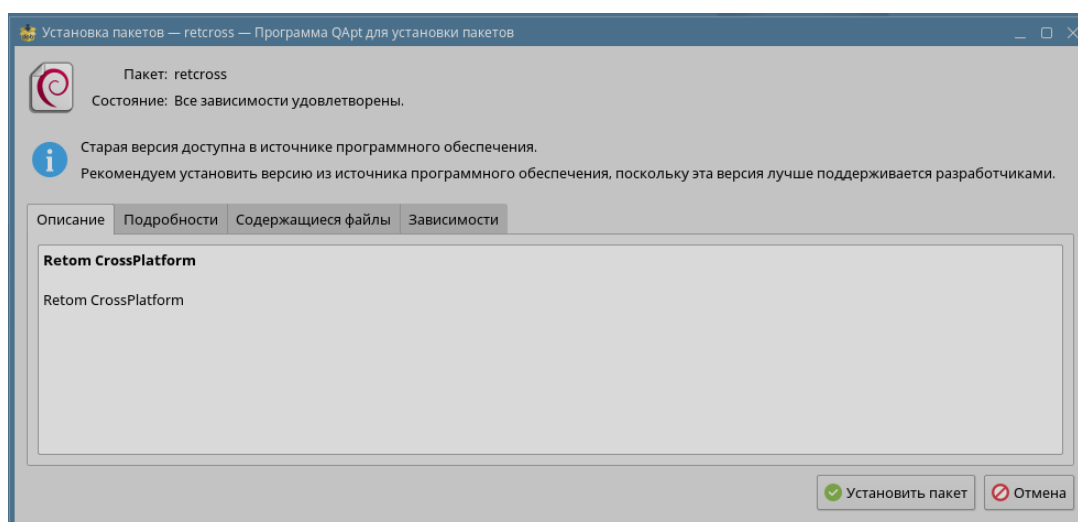 Установка пакетов — retcross — Программа QApt для установки пакетов
Пакет: retcross
Состояние: Все зависимости удовлетворены.
Старая версия доступна в источнике программного обеспечения.
Рекомендуем установить версию из источника программного обеспечения, поскольку эта версия лучше поддерживается разработчиками.
Описание Подробности Содержащиеся файлы Зависимости
Retom CrossPlatform
Retom CrossPlatform
Установить пакет Отмена